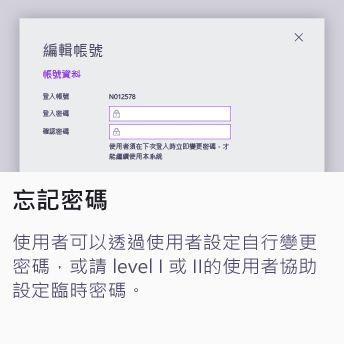 編輯帳號
帳號資料
登入帳號 N012578
登入密碼
確認密碼
使用者須在下次登入時立即變更密碼，才
能繼續使用本系統
忘記密碼
使用者可以透過使用者設定自行變更
密碼，或請 level I 或 II的使用者協助
設定臨時密碼。